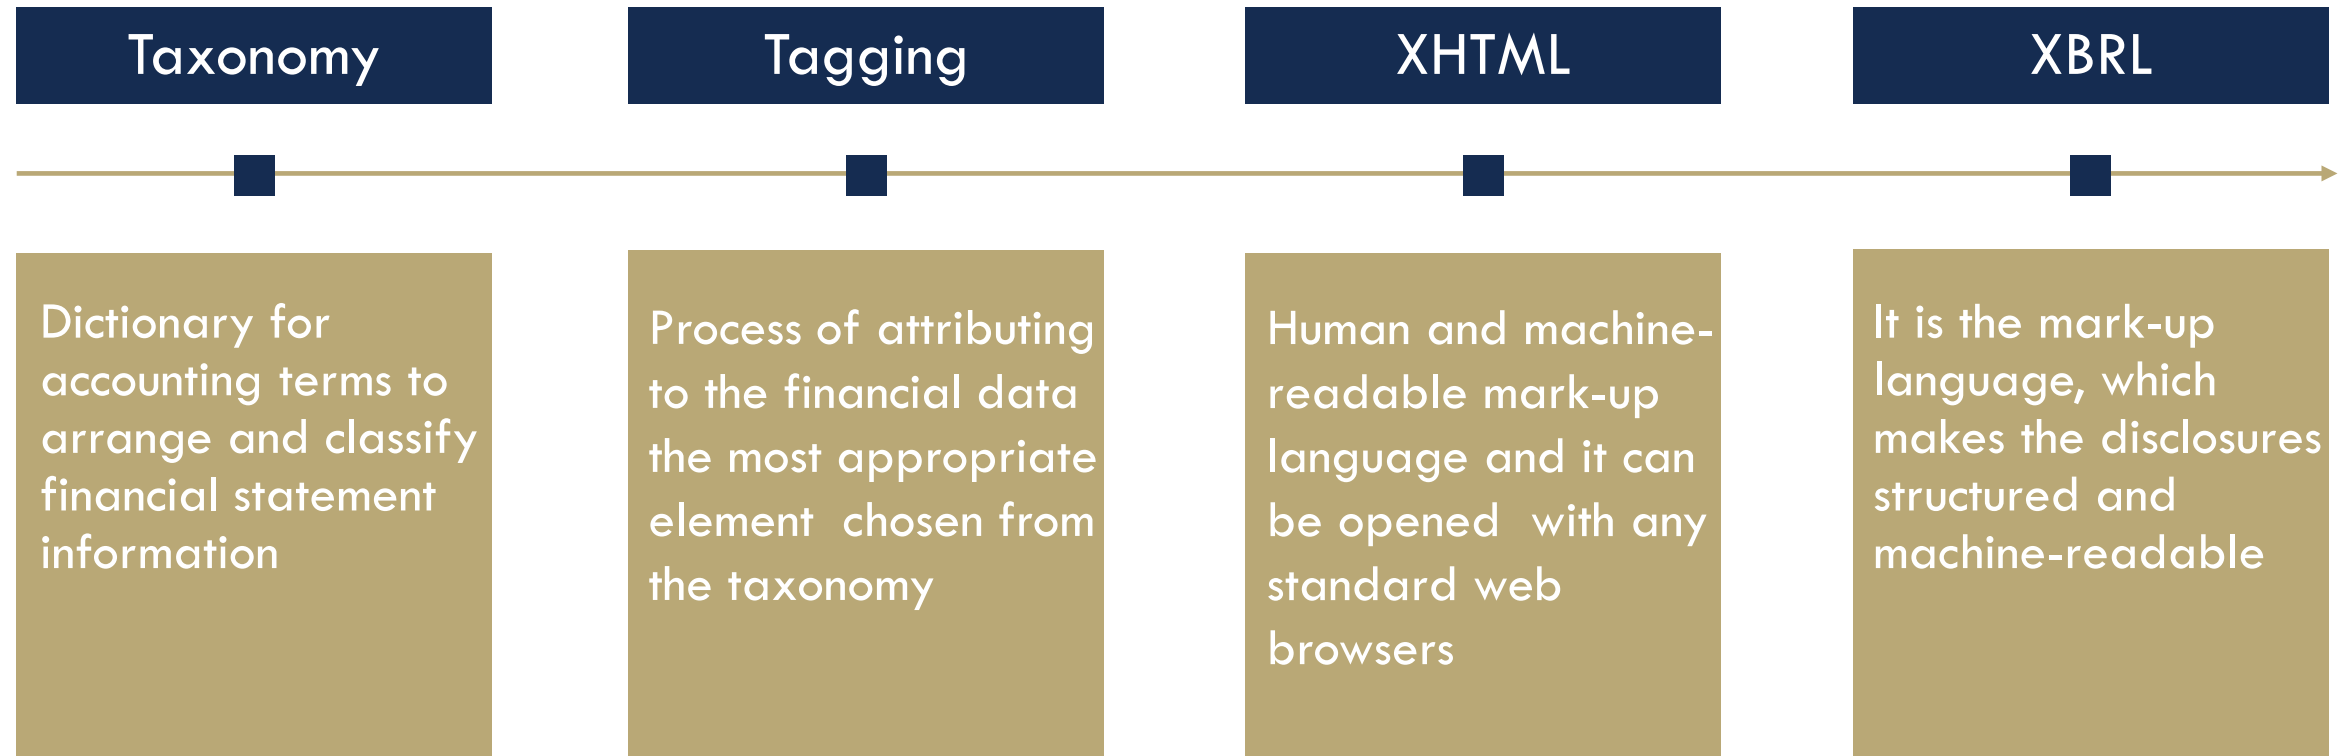 Taxonomy
Tagging
XHTML
XBRL
Dictionary for
accounting terms to
arrange and classify
financial statement
information
Process of attributing
to the financial data
the most appropriate
element  chosen from
the taxonomy
Human and machine-
readable mark-up
language and it can
be opened  with any
standard web
browsers
It is the mark-up
language, which
makes the disclosures
structured and
machine-readable